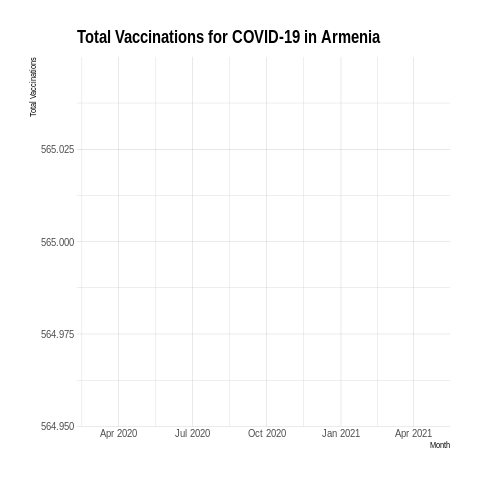 Total Vaccinations for COVID-19 in Armenia
Total Vaccinations
565.025
565.000
564.975
564.950
Apr 2020 Jul 2020 Oct 2020 Jan 2021 Apr 2021
Month